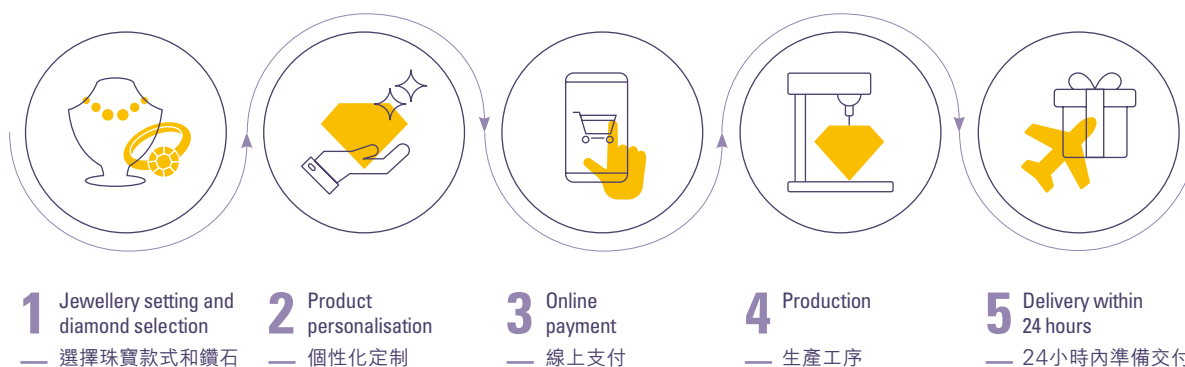 1 Jewellery setting and
diamond selection
選擇珠寶款式和鑽石
2 Product
personalisation
個性化定制
3 Online
payment
線上支付
4 Production
生產工序
5 Delivery within
24 hours
24小時內準備交付